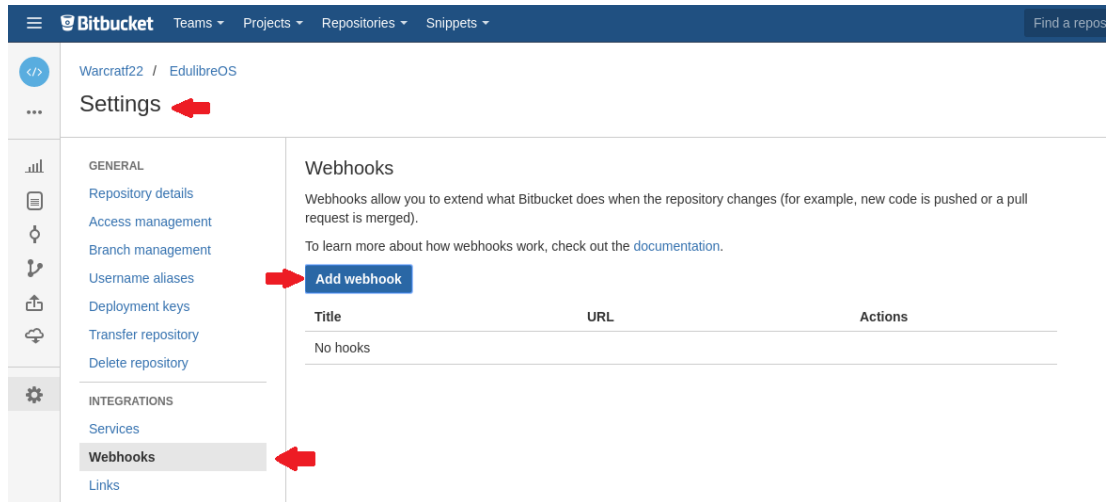 Bitbucket Teams Projects Repositories Snippets Find a repos
Warcratf22 / EdulibreOS
Settings
GENERAL
Repository details
Access management
Branch management
Username aliases
Deployment keys
Transfer repository
Delete repository
INTEGRATIONS
Services
Webhooks
Links
Webhooks
Webhooks allow you to extend what Bitbucket does when the repository changes (for example, new code is pushed or a pull
request is merged).
To learn more about how webhooks work, check out the documentation.
Add webhook
Title URL Actions
No hooks